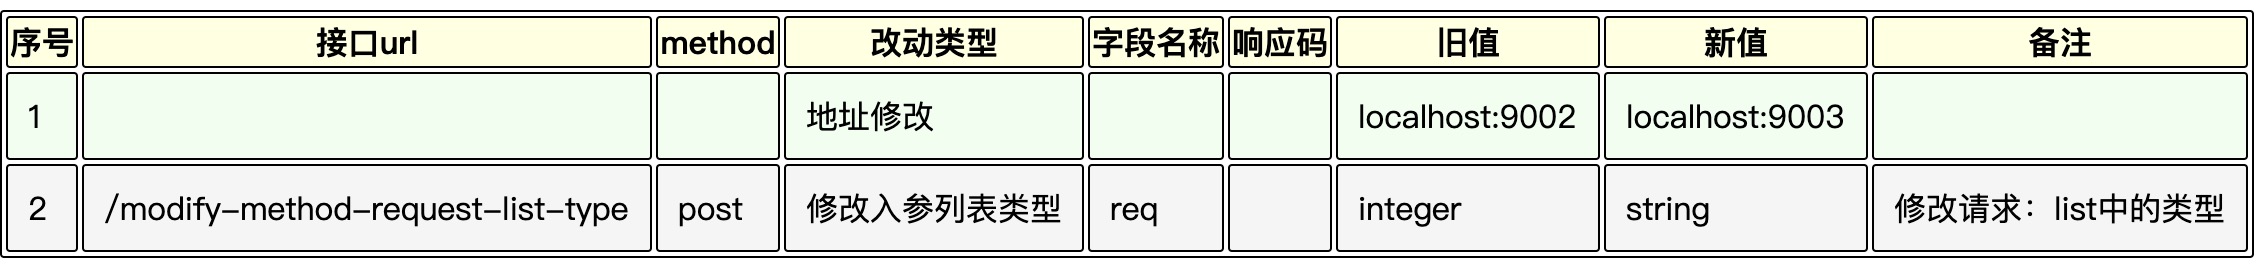 序号 接口url method 改动类型 字段名称 响应码 旧值 新值 备注
1 地址修改 localhost:9002 localhost:9003
2 /modify-method-request-list-type post 修改入参列表类型 req integer string 修改请求：list中的类型